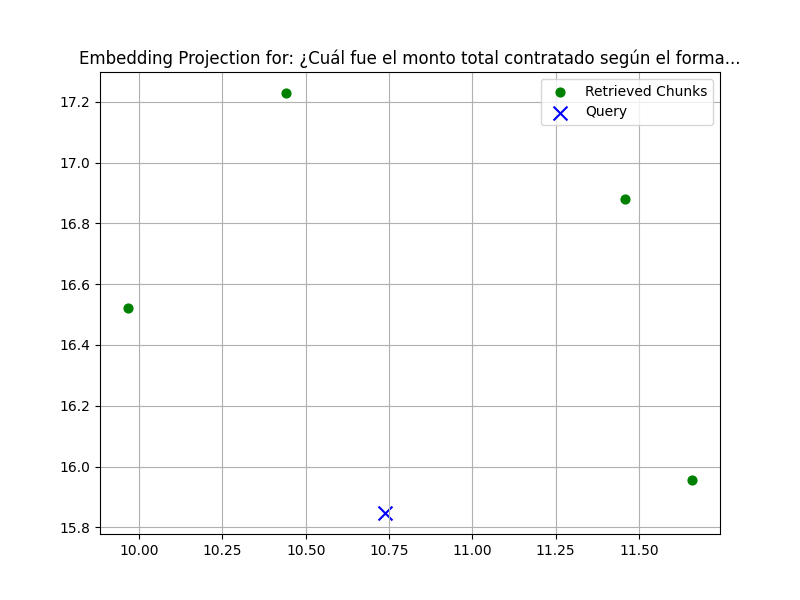 Embedding Projection for: ¿Cuál fue el monto total contratado según el forma...
Retrieved Chunks
Query
17.2
17.0
16.8
16.6
16.4
16.2
16.0
15.8
10.00 10.25 10.50 10.75 11.00 11.25 11.50